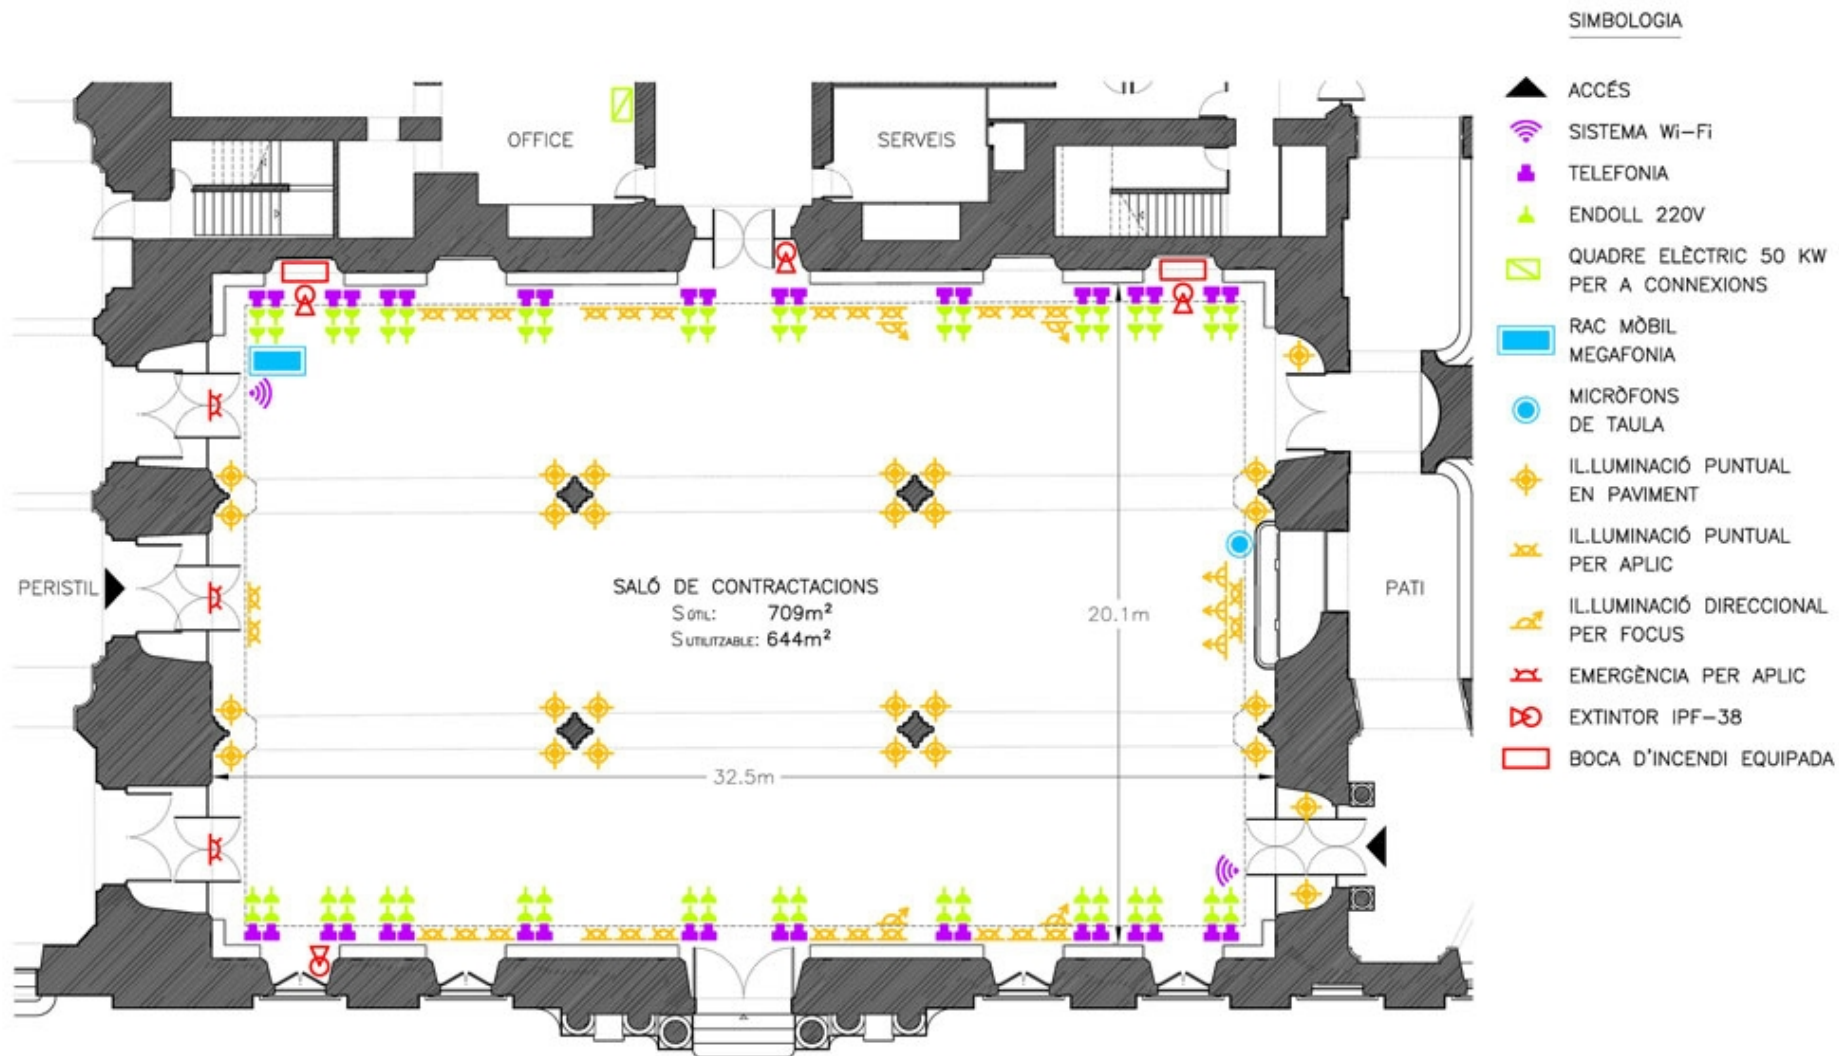 SIMBOLOGIA
ACCÉS
SISTEMA Wi-Fi
TELEFONIA
ENDOLL 220V
QUADRE ELÈCTRIC 50 KW
PER A CONNEXIONS
RAC MÒBIL
MEGAFONIA
MICRÒFONS
DE TAULA
IL.LUMINACIÓ PUNTUAL
EN PAVIMENT
IL.LUMINACIÓ PUNTUAL
PER APLIC
IL.LUMINACIÓ DIRECCIONAL
PER FOCUS
EMERGÈNCIA PER APLIC
EXTINTOR IPF-38
BOCA D'INCENDI EQUIPADA
OFFICE
SERVEIS
PERISTIL
SALÓ DE CONTRACTACIONS
S ÚTIL: 709m²
S UTILITZABLE: 644m²
20.1m
PATI
32.5m